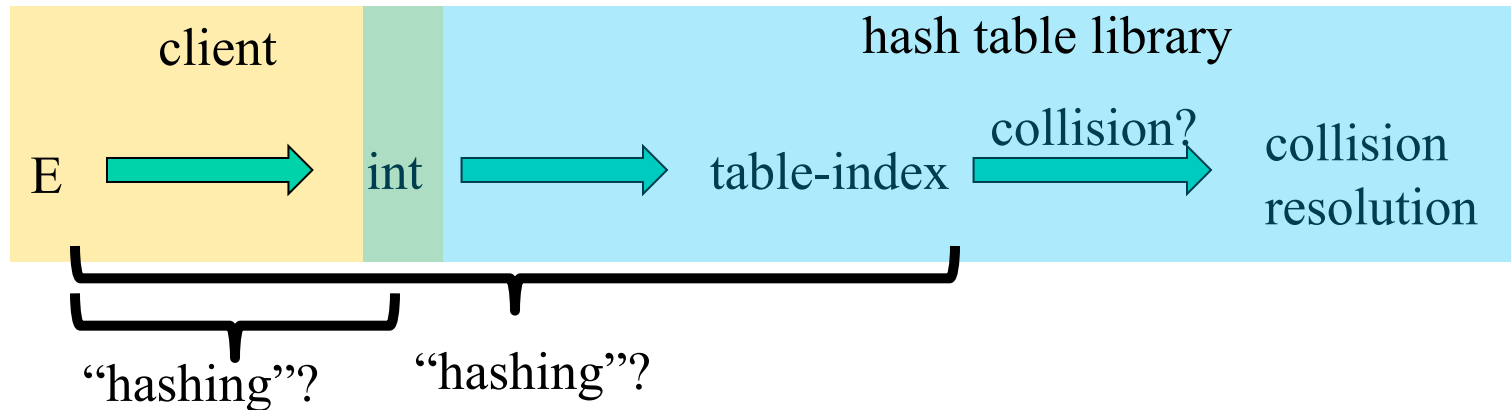 client
hash table library
collision?
E
int
table-index
collision
resolution
“hashing”?
“hashing”?